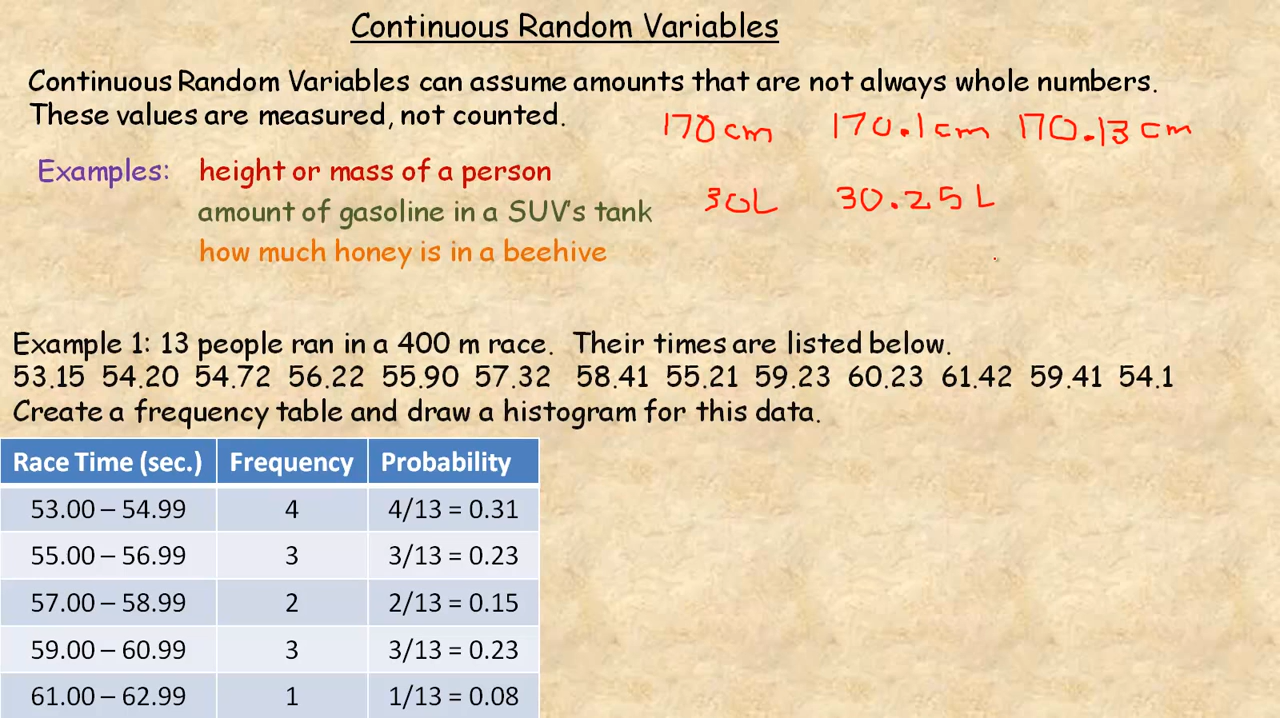 Continuous Random Variables
Continuous Random Variables can assume amounts that are not always whole numbers.
These values are measured, not counted.
170cm 170.1cm 170.13cm
Examples: height or mass of a person
amount of gasoline in a SUV's tank
30L 30.25L
how much honey is in a beehive
Example 1: 13 people ran in a 400 m race. Their times are listed below.
53.15 54.20 54.72 56.22 55.90 57.32 58.41 55.21 59.23 60.23 61.42 59.41 54.1
Create a frequency table and draw a histogram for this data.
Race Time (sec.) Frequency Probability
53.00 – 54.99 4 4/13 = 0.31
55.00 – 56.99 3 3/13 = 0.23
57.00 – 58.99 2 2/13 = 0.15
59.00 – 60.99 3 3/13 = 0.23
61.00 – 62.99 1 1/13 = 0.08